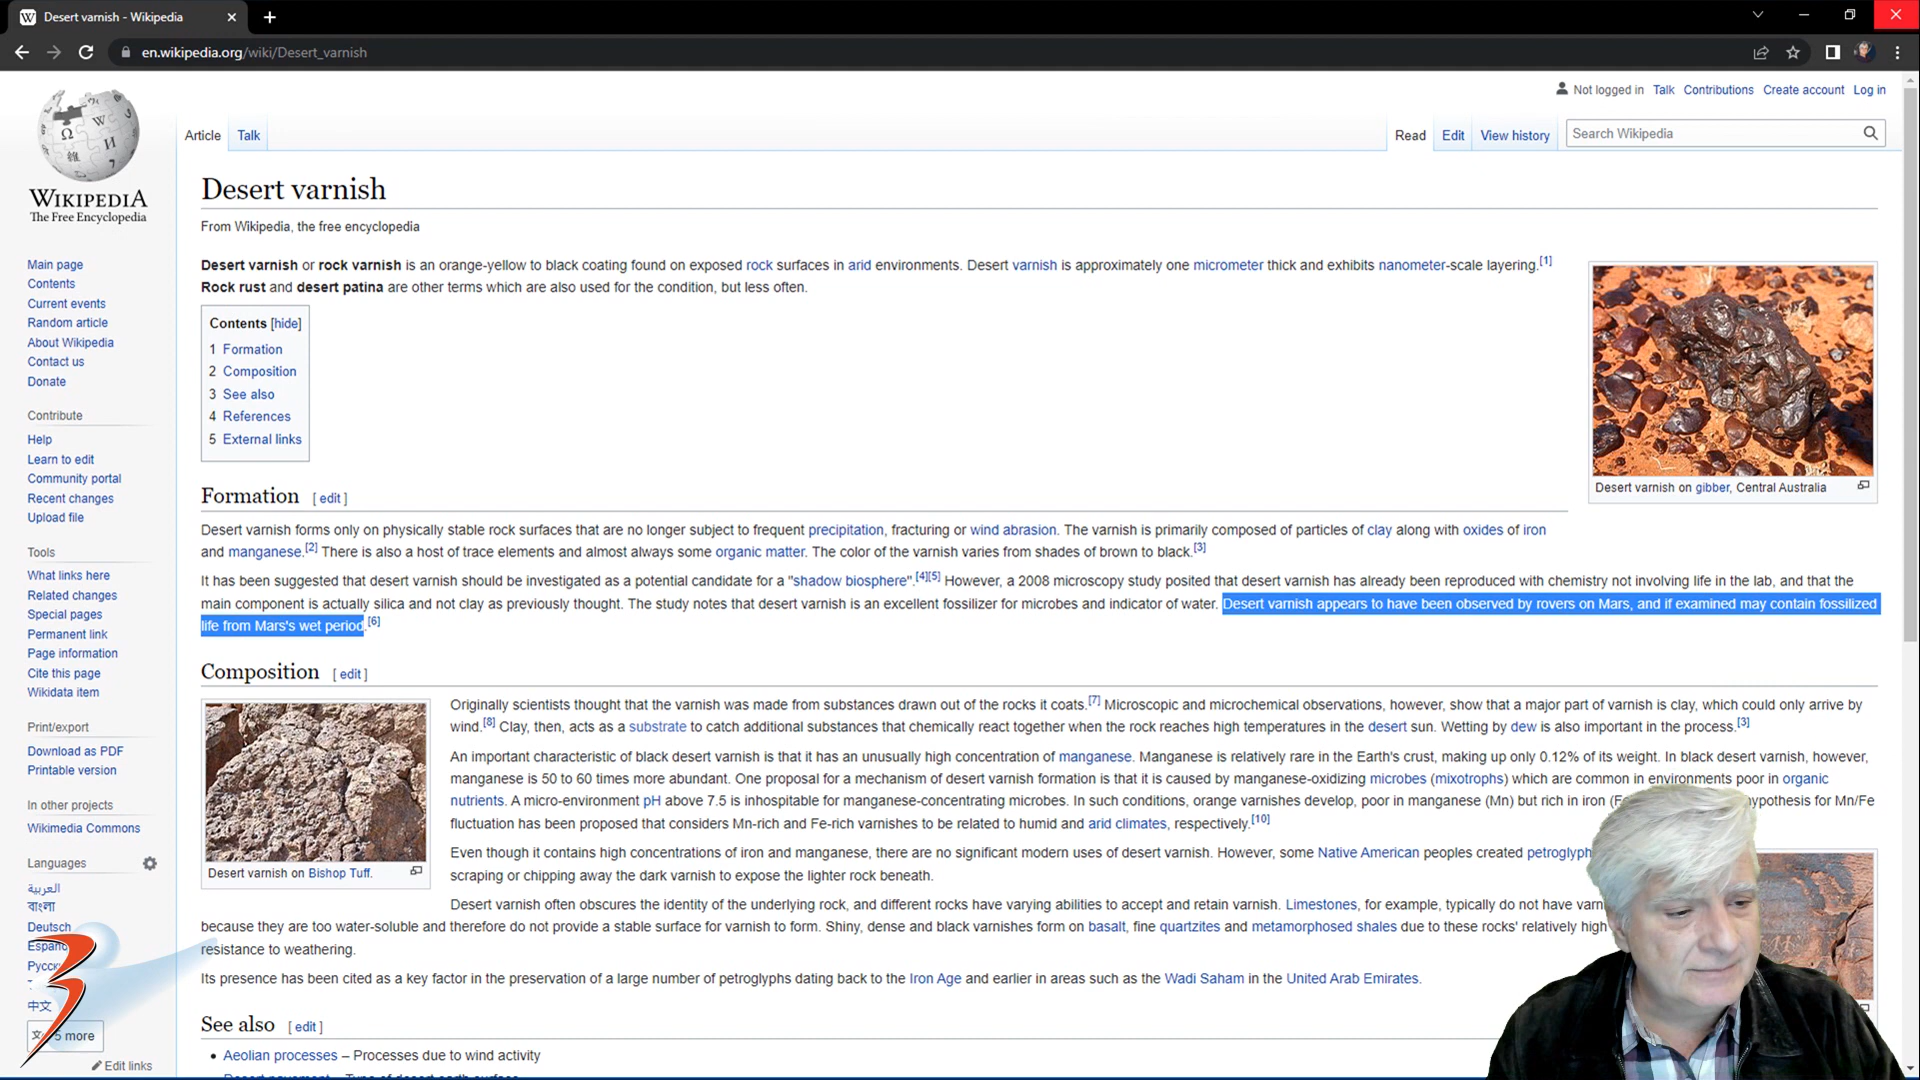 Desert varnish - Wikipedia
en.wikipedia.org/wiki/Desert_varnish
Not logged in Talk Contributions Create account Log in
Article Talk
Read Edit View history Search Wikipedia
WIKIPEDIA
The Free Encyclopedia
Main page
Contents
Current events
Random article
About Wikipedia
Contact us
Donate
Contribute
Help
Learn to edit
Community portal
Recent changes
Upload file
Tools
What links here
Related changes
Special pages
Permanent link
Page information
Cite this page
Wikidata item
Print/export
Download as PDF
Printable version
In other projects
Wikimedia Commons
Languages
العربية
বাংলা
Deutsch
中文
5 more
Edit links
Desert varnish
From Wikipedia, the free encyclopedia
Desert varnish or rock varnish is an orange-yellow to black coating found on exposed rock surfaces in arid environments. Desert varnish is approximately one micrometer thick and exhibits nanometer-scale layering.[1]
Rock rust and desert patina are other terms which are also used for the condition, but less often.
Contents [hide]
1 Formation
2 Composition
3 See also
4 References
5 External links
Desert varnish on gibber, Central Australia
Formation [ edit ]
Desert varnish forms only on physically stable rock surfaces that are no longer subject to frequent precipitation, fracturing or wind abrasion. The varnish is primarily composed of particles of clay along with oxides of iron
and manganese.[2] There is also a host of trace elements and almost always some organic matter. The color of the varnish varies from shades of brown to black.[3]
It has been suggested that desert varnish should be investigated as a potential candidate for a "shadow biosphere".[4][5] However, a 2008 microscopy study posited that desert varnish has already been reproduced with chemistry not involving life in the lab, and that the
main component is actually silica and not clay as previously thought. The study notes that desert varnish is an excellent fossilizer for microbes and indicator of water. Desert varnish appears to have been observed by rovers on Mars, and if examined may contain fossilized
life from Mars's wet period.[6]
Composition [ edit ]
Desert varnish on Bishop Tuff.
Originally scientists thought that the varnish was made from substances drawn out of the rocks it coats.[7] Microscopic and microchemical observations, however, show that a major part of varnish is clay, which could only arrive by
wind.[8] Clay, then, acts as a substrate to catch additional substances that chemically react together when the rock reaches high temperatures in the desert sun. Wetting by dew is also important in the process.[3]
An important characteristic of black desert varnish is that it has an unusually high concentration of manganese. Manganese is relatively rare in the Earth's crust, making up only 0.12% of its weight. In black desert varnish, however,
manganese is 50 to 60 times more abundant. One proposal for a mechanism of desert varnish formation is that it is caused by manganese-oxidizing microbes (mixotrophs) which are common in environments poor in organic
nutrients. A micro-environment pH above 7.5 is inhospitable for manganese-concentrating microbes. In such conditions, orange varnishes develop, poor in manganese (Mn) but rich in iron hypothesis for Mn/Fe
fluctuation has been proposed that considers Mn-rich and Fe-rich varnishes to be related to humid and arid climates, respectively.[10]
Even though it contains high concentrations of iron and manganese, there are no significant modern uses of desert varnish. However, some Native American peoples created petroglyph
scraping or chipping away the dark varnish to expose the lighter rock beneath.
Desert varnish often obscures the identity of the underlying rock, and different rocks have varying abilities to accept and retain varnish. Limestones, for example, typically do not have varn
because they are too water-soluble and therefore do not provide a stable surface for varnish to form. Shiny, dense and black varnishes form on basalt, fine quartzites and metamorphosed shales due to these rocks' relatively high
resistance to weathering.
Its presence has been cited as a key factor in the preservation of a large number of petroglyphs dating back to the Iron Age and earlier in areas such as the Wadi Saham in the United Arab Emirates.
See also [ edit ]
• Aeolian processes – Processes due to wind activity